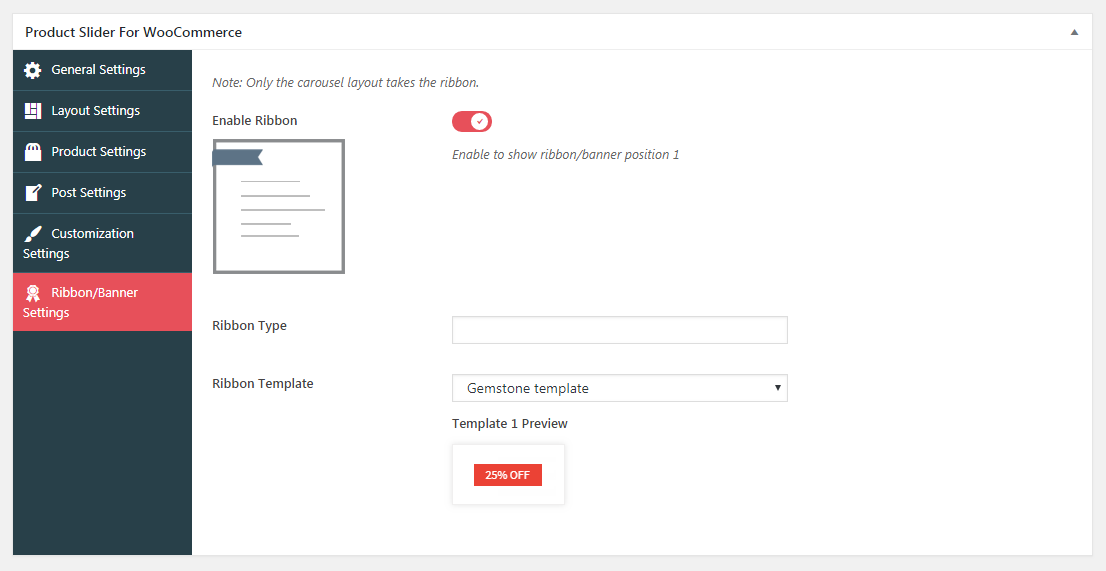 Product Slider For WooCommerce
General Settings
Layout Settings
Product Settings
Post Settings
Customization
Settings
Ribbon/Banner
Settings
Note: Only the carousel layout takes the ribbon.
Enable Ribbon
Enable to show ribbon/banner position 1
Ribbon Type
Ribbon Template
Gemstone template
Template 1 Preview
25% OFF